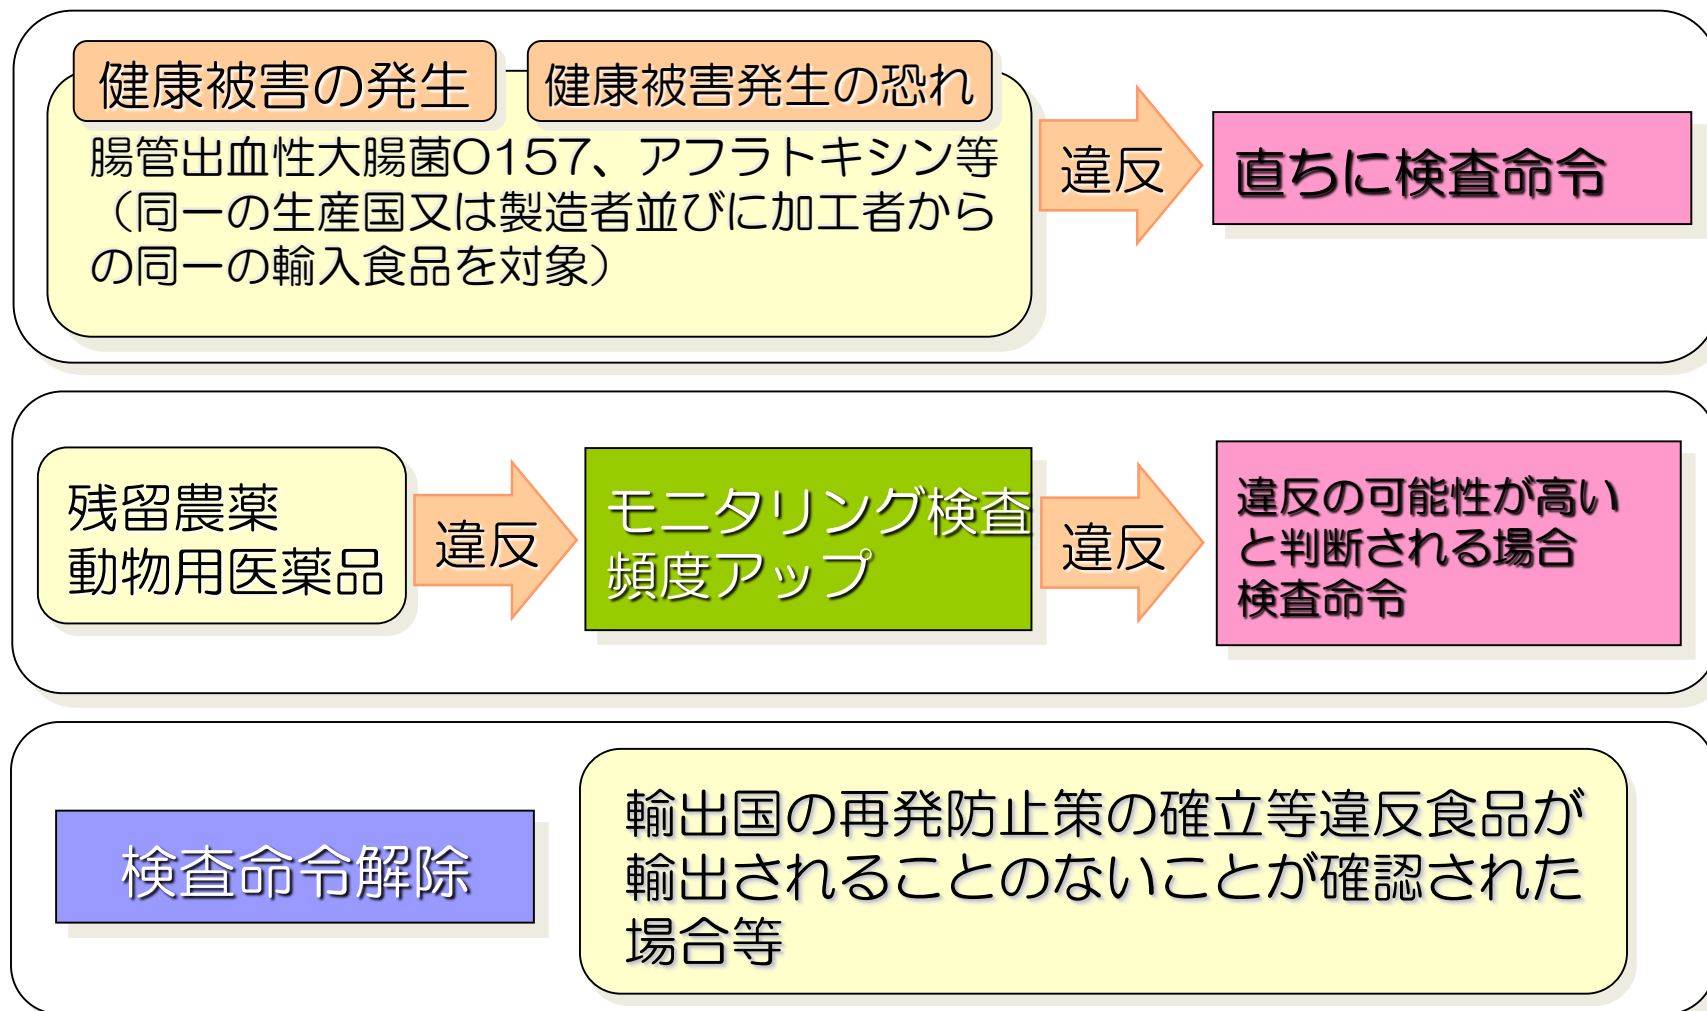 健康被害の発生
健康被害発生の恐れ
腸管出血性大腸菌O157、アフラトキシン等
（同一の生産国又は製造者並びに加工者から
の同一の輸入食品を対象）
違反
直ちに検査命令
残留農薬
動物用医薬品
違反
モニタリング検査
頻度アップ
違反
違反の可能性が高い
と判断される場合
検査命令
検査命令解除
輸出国の再発防止策の確立等違反食品が
輸出されることのないことが確認された
場合等